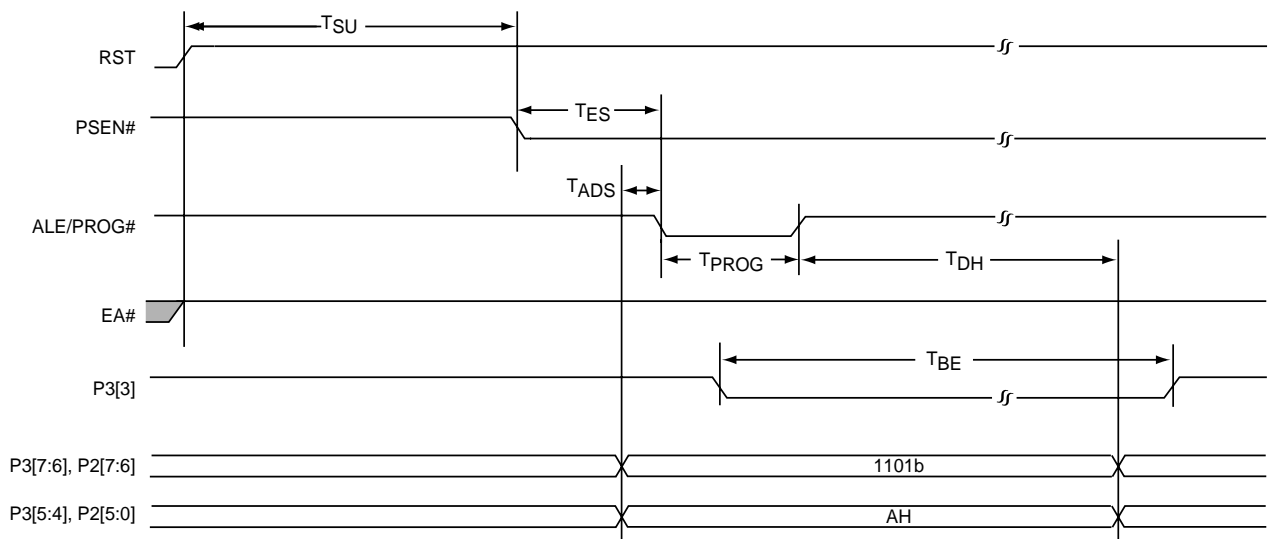 TSU
RST
TES
PSEN#
TADS
ALE/PROG#
TPROG
TDH
EA#
TBE
P3[3]
P3[7:6], P2[7:6]
1101b
P3[5:4], P2[5:0]
AH